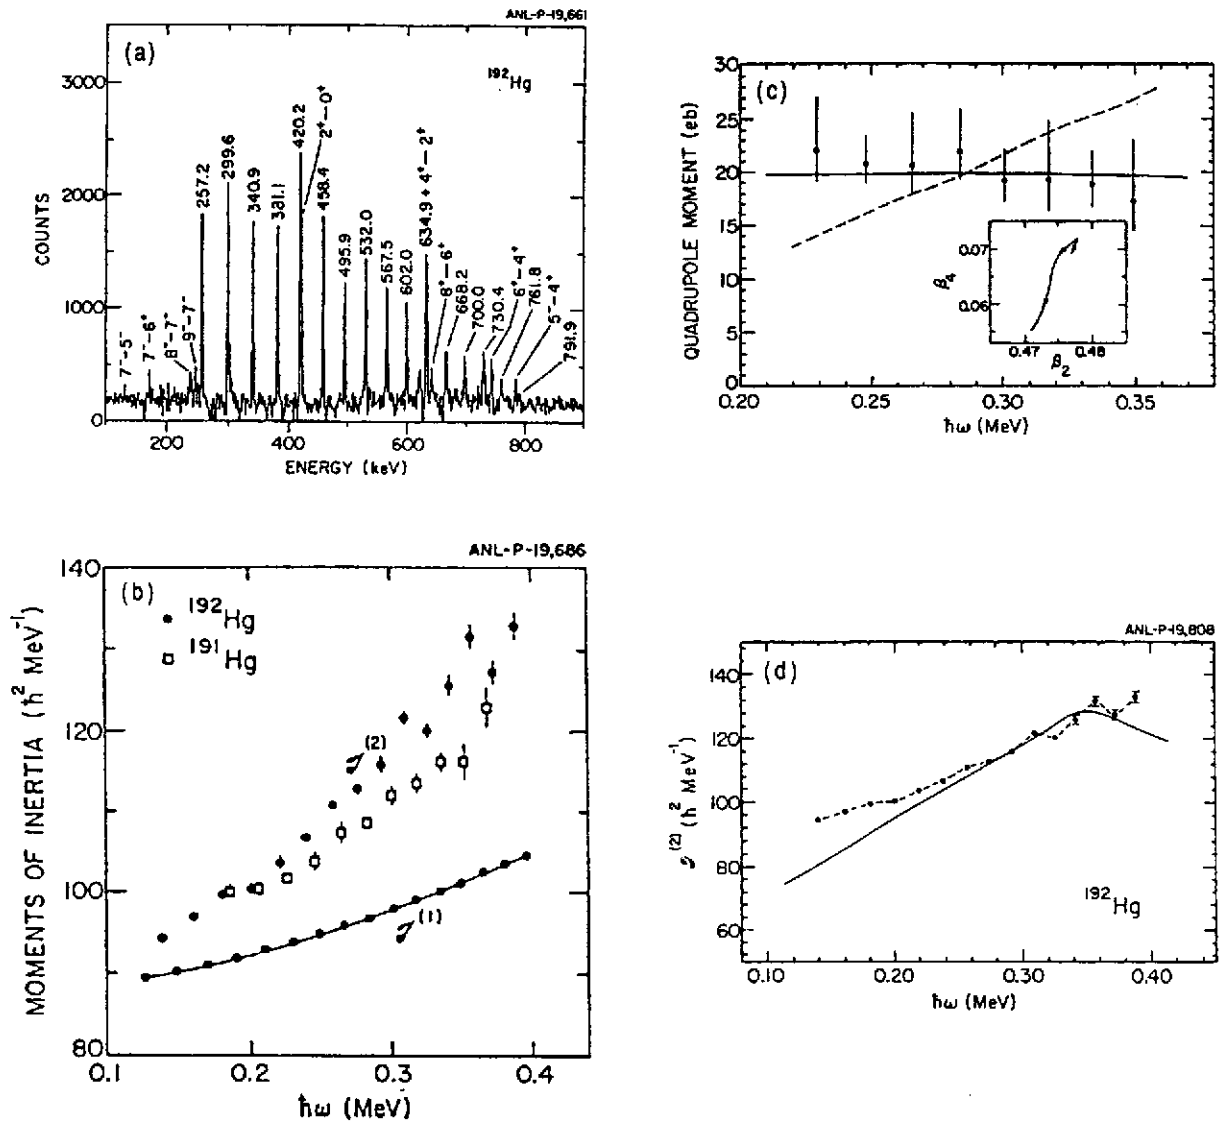 ANL-P-19,661
(a)
¹⁹²Hg
COUNTS
3000
2000
1000
0
7⁻–5⁻
7⁻–6⁺
8⁻–7⁻
9⁻–7⁻
257.2
299.6
340.9
381.1
420.2
2⁺–0⁺
458.4
495.9
532.0
567.5
602.0
634.9 + 4⁺–2⁺
8⁺–6⁺
668.2
700.0
730.4
6⁺–4⁺
761.8
5⁻–4⁺
791.9
200
400
600
800
ENERGY (keV)
(c)
QUADRUPOLE MOMENT (eb)
30
25
20
15
10
5
0
0.07
0.06
β₄
0.47
0.48
β₂
0.20
0.25
0.30
0.35
ħω (MeV)
ANL-P-19,686
(b)
¹⁹²Hg
¹⁹¹Hg
MOMENTS OF INERTIA (ħ² MeV⁻¹)
140
120
100
80
ℐ⁽²⁾
ℐ⁽¹⁾
0.1
0.2
0.3
0.4
ħω (MeV)
ANL-P-19,808
(d)
ℐ⁽²⁾ (ħ² MeV⁻¹)
140
120
100
80
60
¹⁹²Hg
0.10
0.20
0.30
0.40
ħω (MeV)